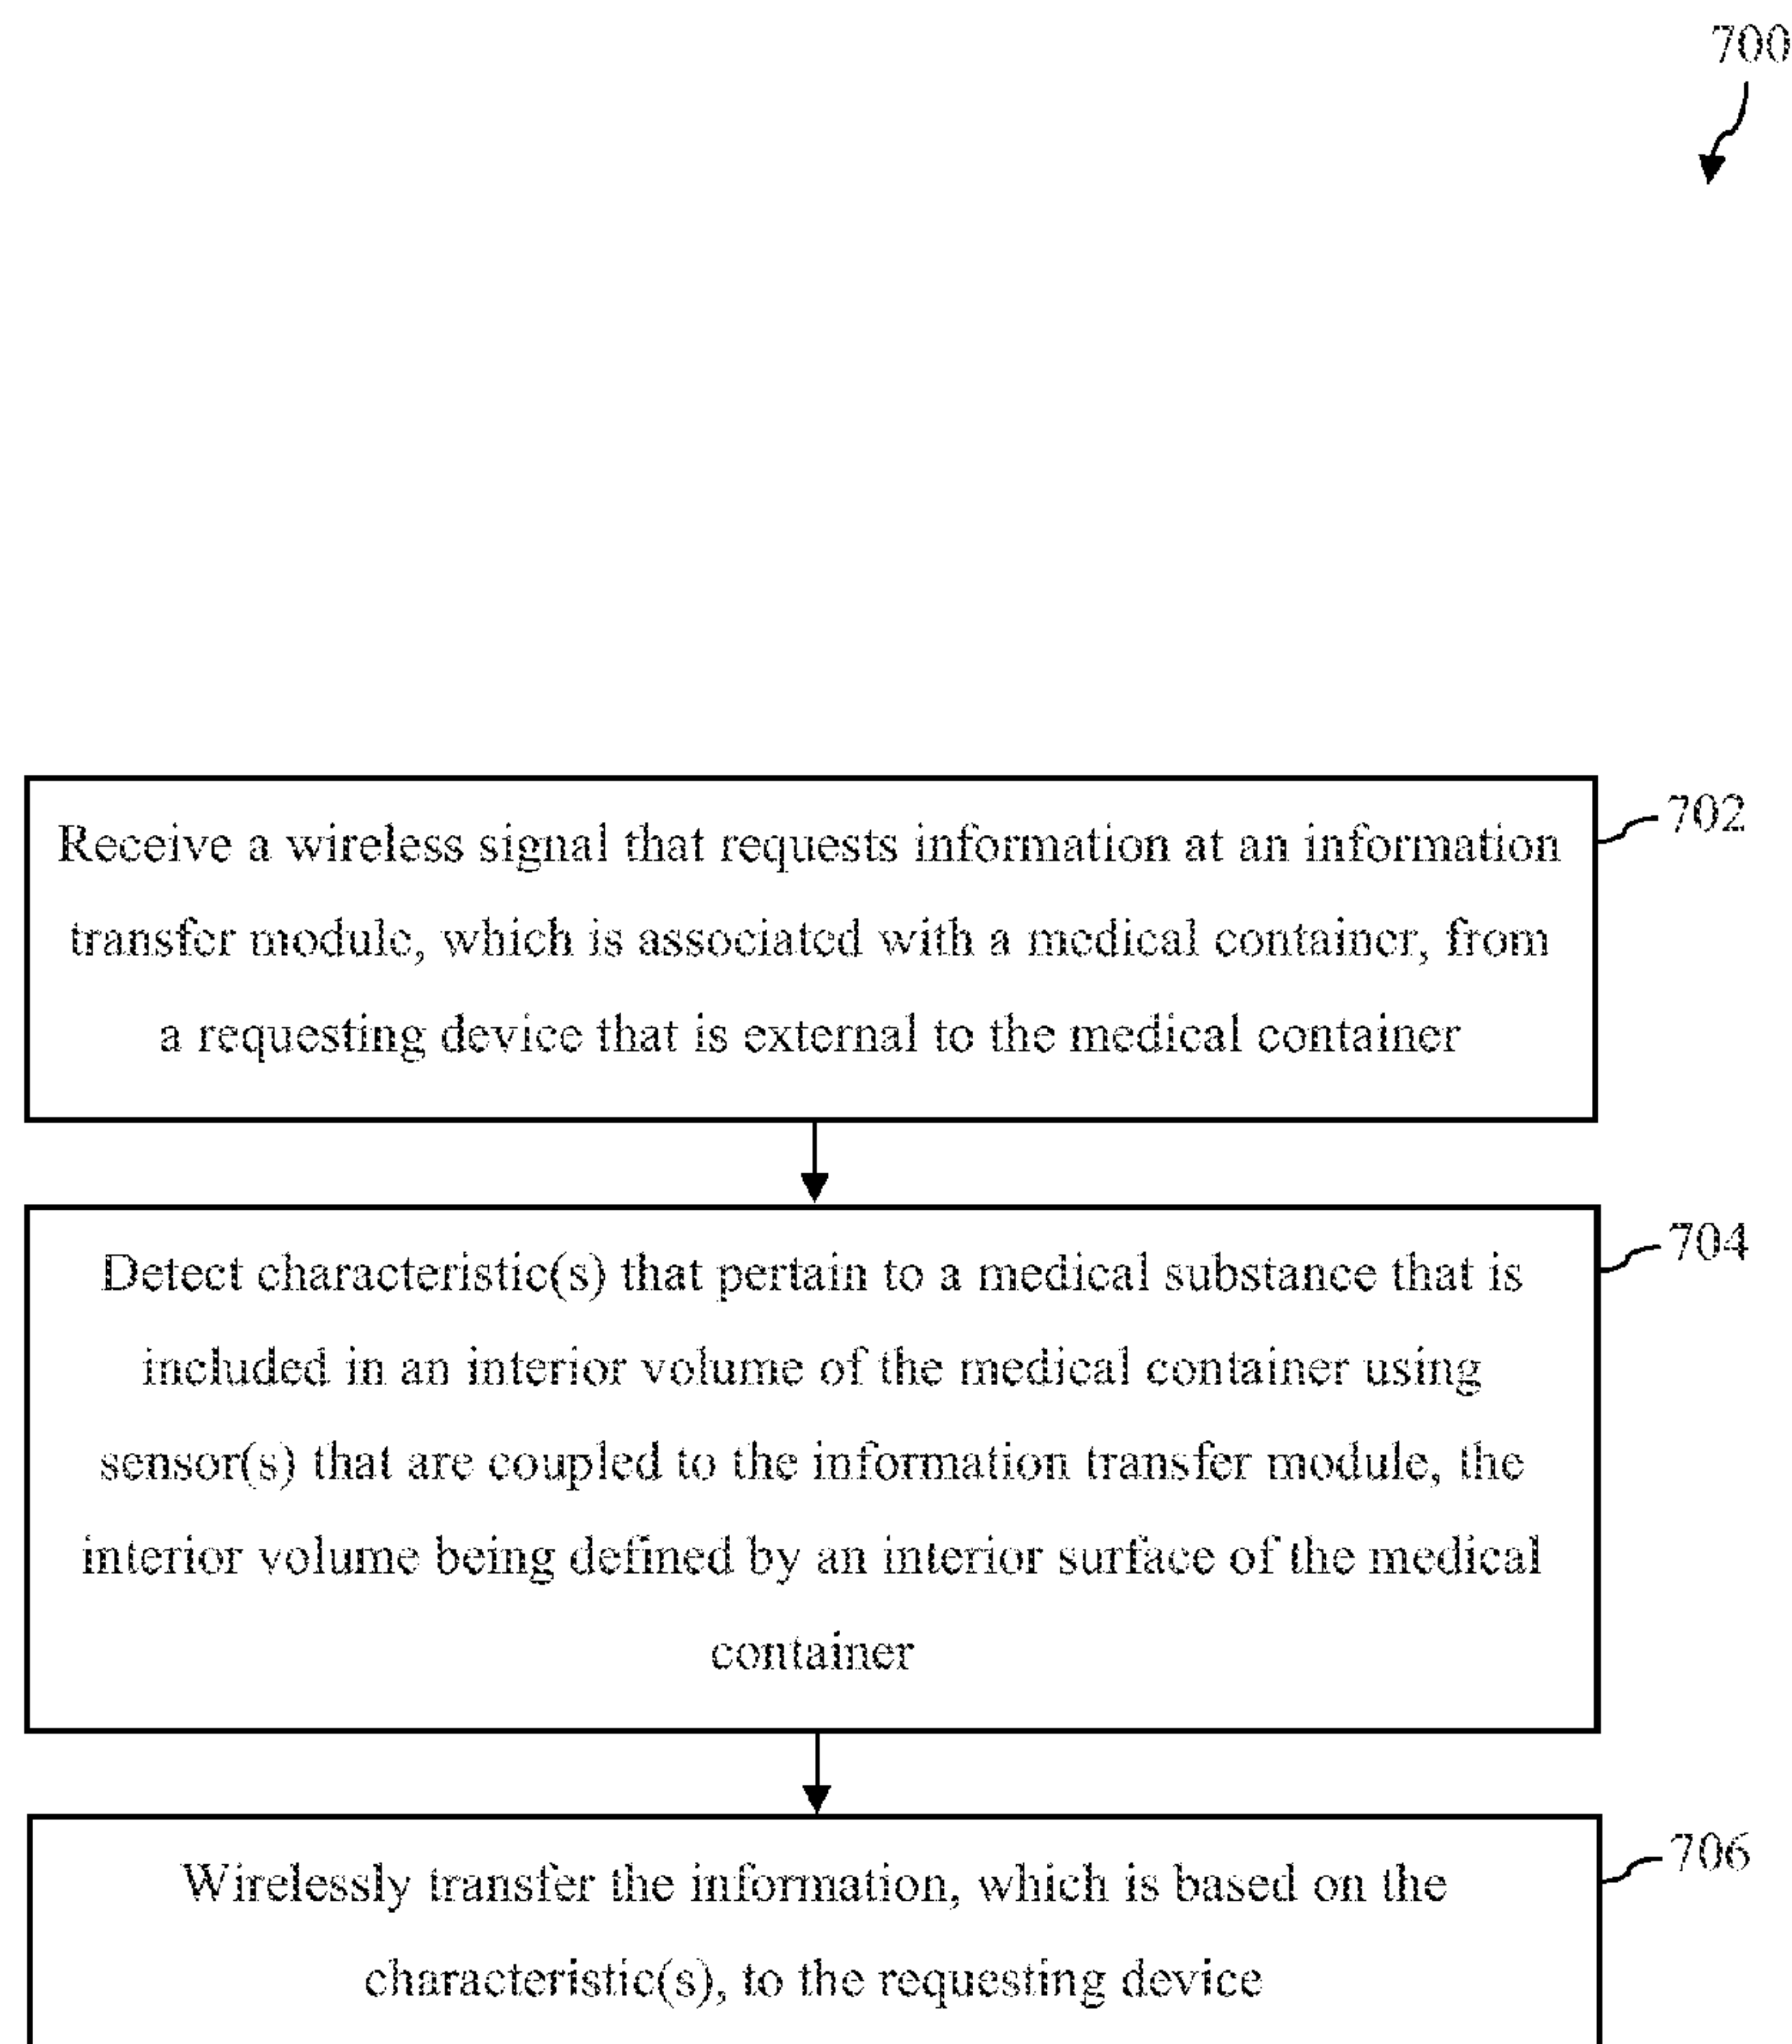 700
Receive a wireless signal that requests information at an information
702
transfer module, which is associated with a medical container, from
a requesting device that is external to the medical container
Detect characteristic(s) that pertain to a medical substance that is
704
included in an interior volume of the medical container using
sensor(s) that are coupled to the information transfer module, the
interior volume being defined by an interior surface of the medical
container
Wirelessly transfer the information, which is based on the
706
characteristic(s), to the requesting device